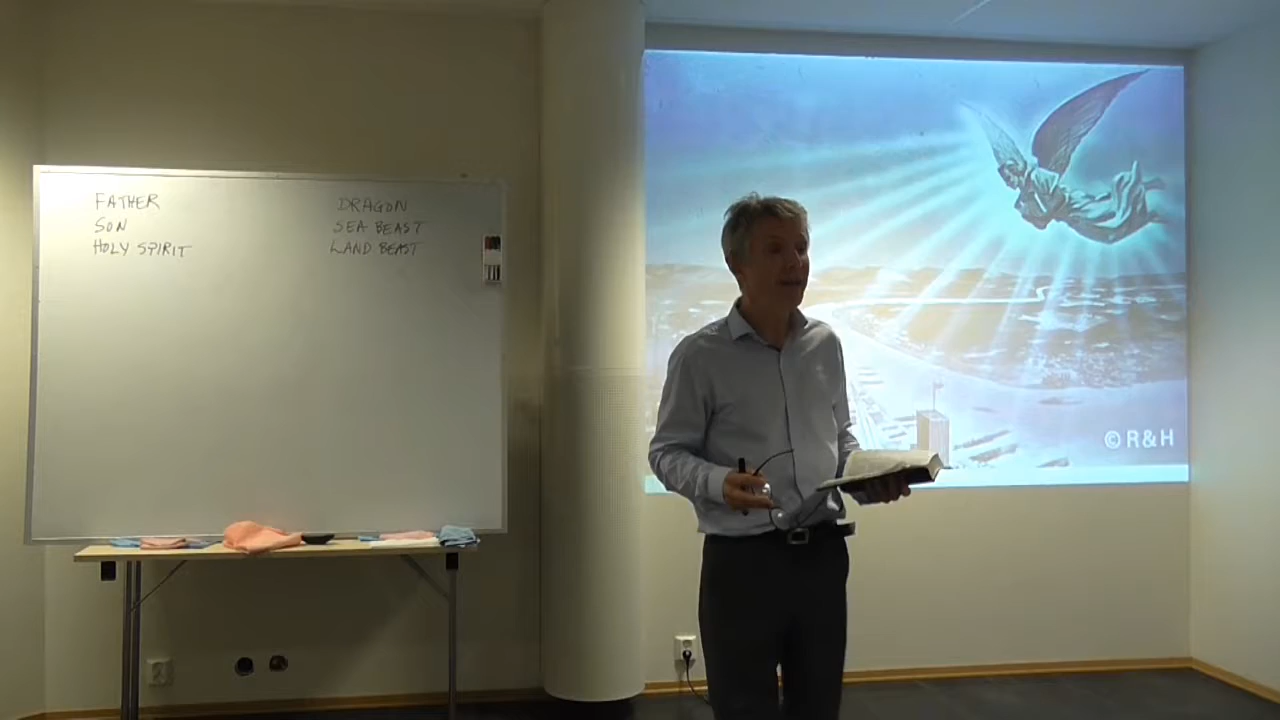 FATHER
SON
HOLY SPIRIT
DRAGON
SEA BEAST
LAND BEAST
© R&H